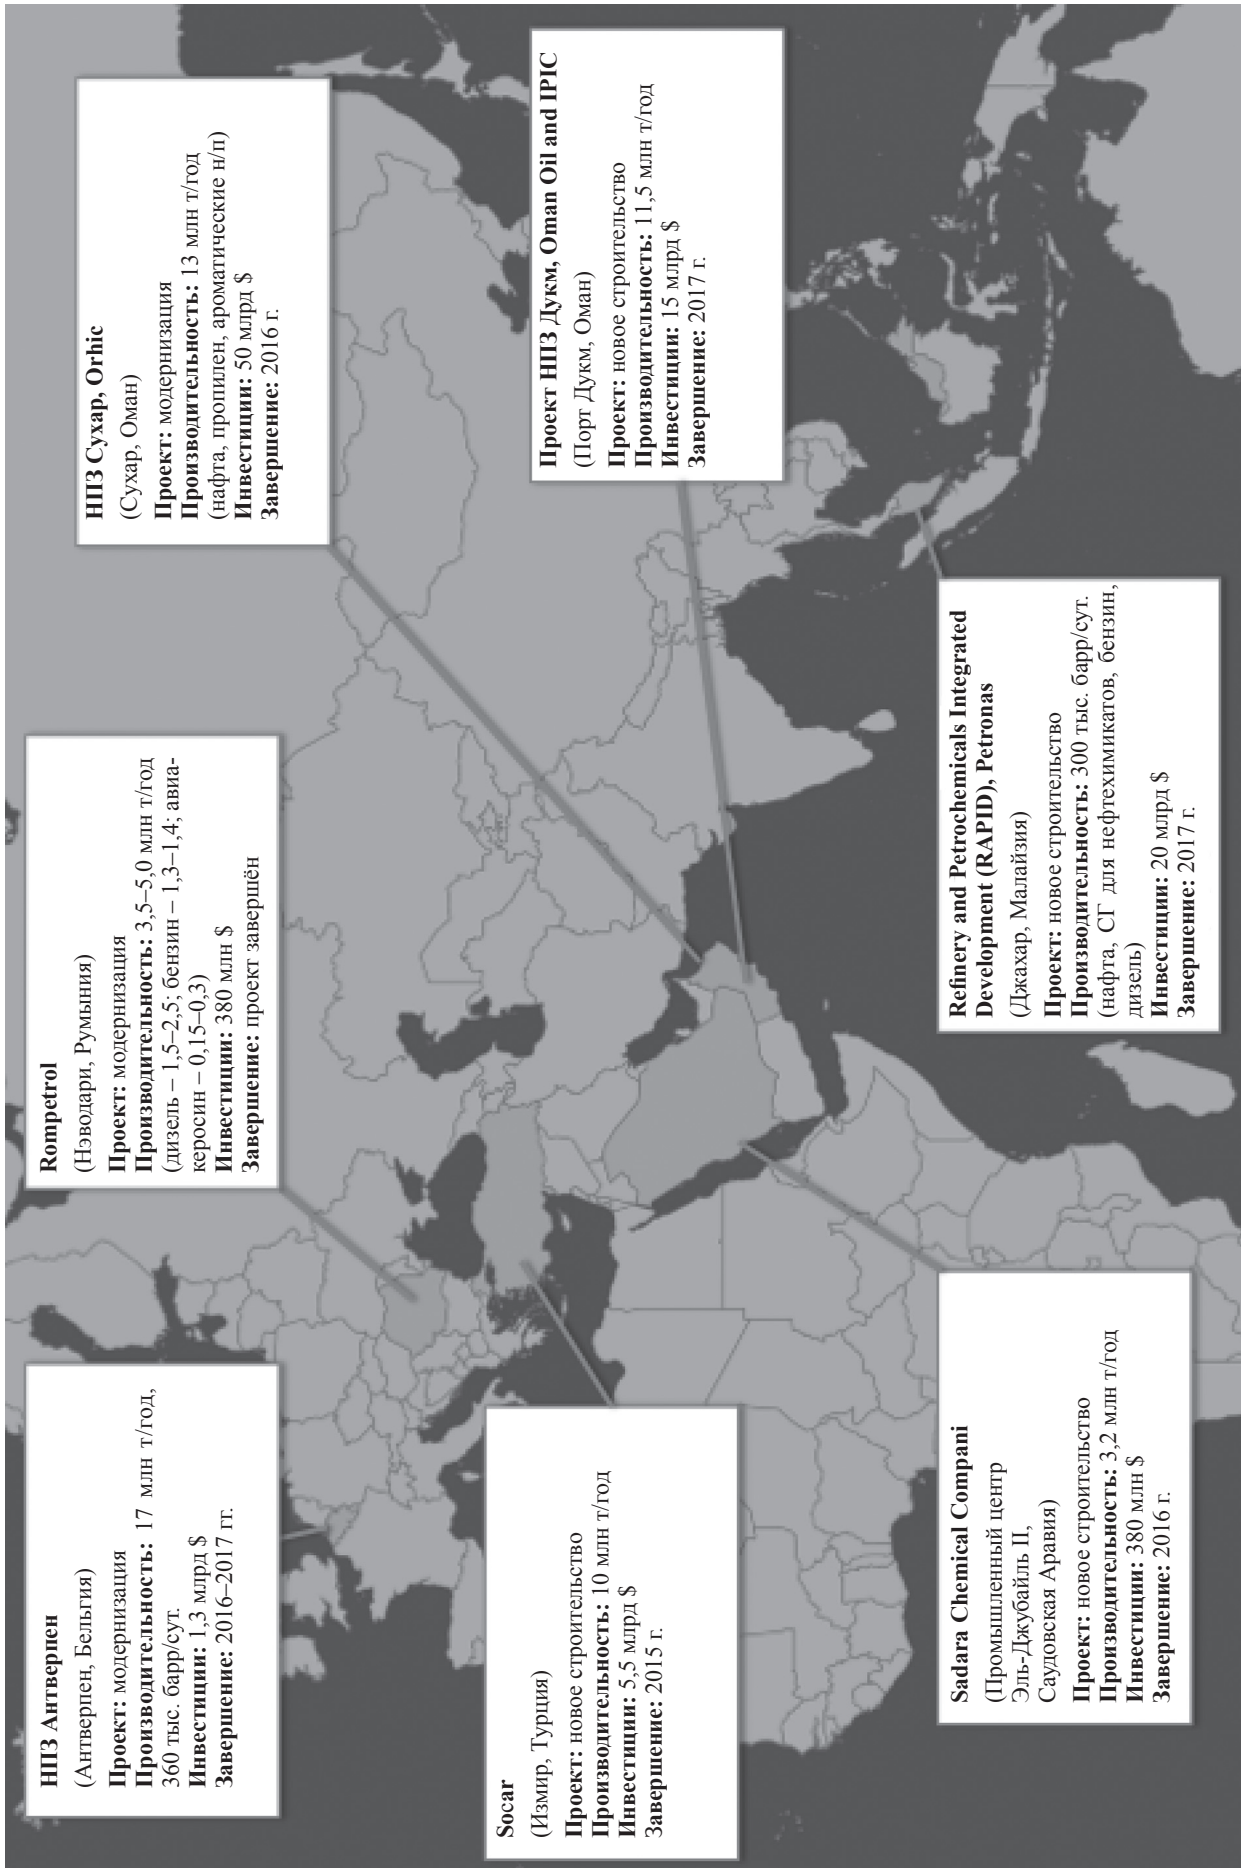 НПЗ Антверпен
(Антверпен, Бельгия)
Проект: модернизация
Производительность: 17 млн т/год,
360 тыс. барр/сут.
Инвестиции: 1,3 млрд $
Завершение: 2016–2017 гг.
Rompetrol
(Нэводари, Румыния)
Проект: модернизация
Производительность: 3,5–5,0 млн т/год
(дизель – 1,5–2,5; бензин – 1,3–1,4; авиа-
керосин – 0,15–0,3)
Инвестиции: 380 млн $
Завершение: проект завершён
НПЗ Сухар, Orhic
(Сухар, Оман)
Проект: модернизация
Производительность: 13 млн т/год
(нафта, пропилен, ароматические н/п)
Инвестиции: 50 млрд $
Завершение: 2016 г.
Socar
(Измир, Турция)
Проект: новое строительство
Производительность: 10 млн т/год
Инвестиции: 5,5 млрд $
Завершение: 2015 г.
Проект НПЗ Дукм, Oman Oil and IPIC
(Порт Дукм, Оман)
Проект: новое строительство
Производительность: 11,5 млн т/год
Инвестиции: 15 млрд $
Завершение: 2017 г.
Sadara Chemical Compani
(Промышленный центр
Эль-Джубайль II,
Саудовская Аравия)
Проект: новое строительство
Производительность: 3,2 млн т/год
Инвестиции: 380 млн $
Завершение: 2016 г.
Refinery and Petrochemicals Integrated
Development (RAPID), Petronas
(Джахар, Малайзия)
Проект: новое строительство
Производительность: 300 тыс. барр/сут.
(нафта, СГ для нефтехимикатов, бензин,
дизель)
Инвестиции: 20 млрд $
Завершение: 2017 г.